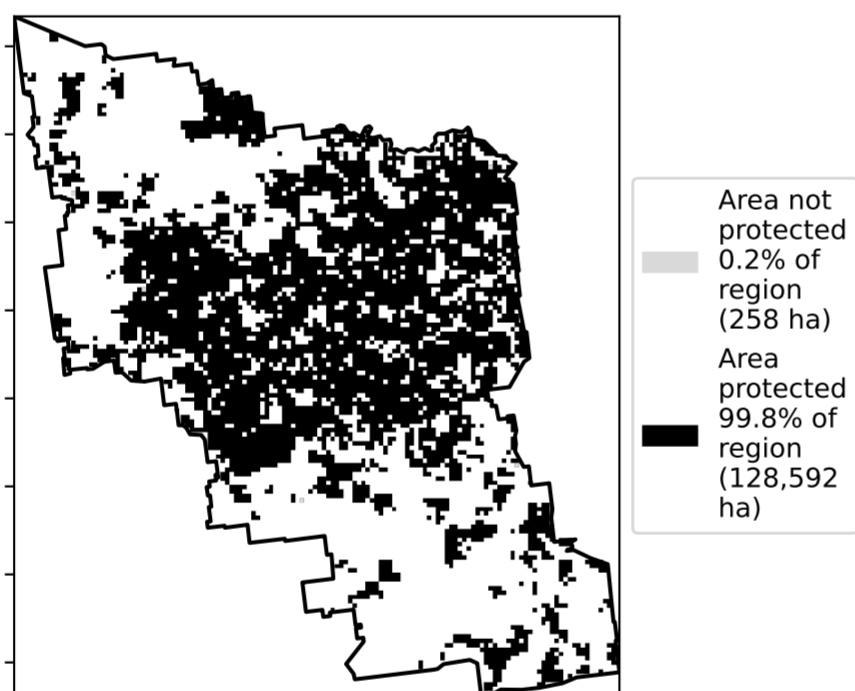 Area not
protected
0.2% of
region
(258 ha)
Area
protected
99.8% of
region
(128,592
ha)